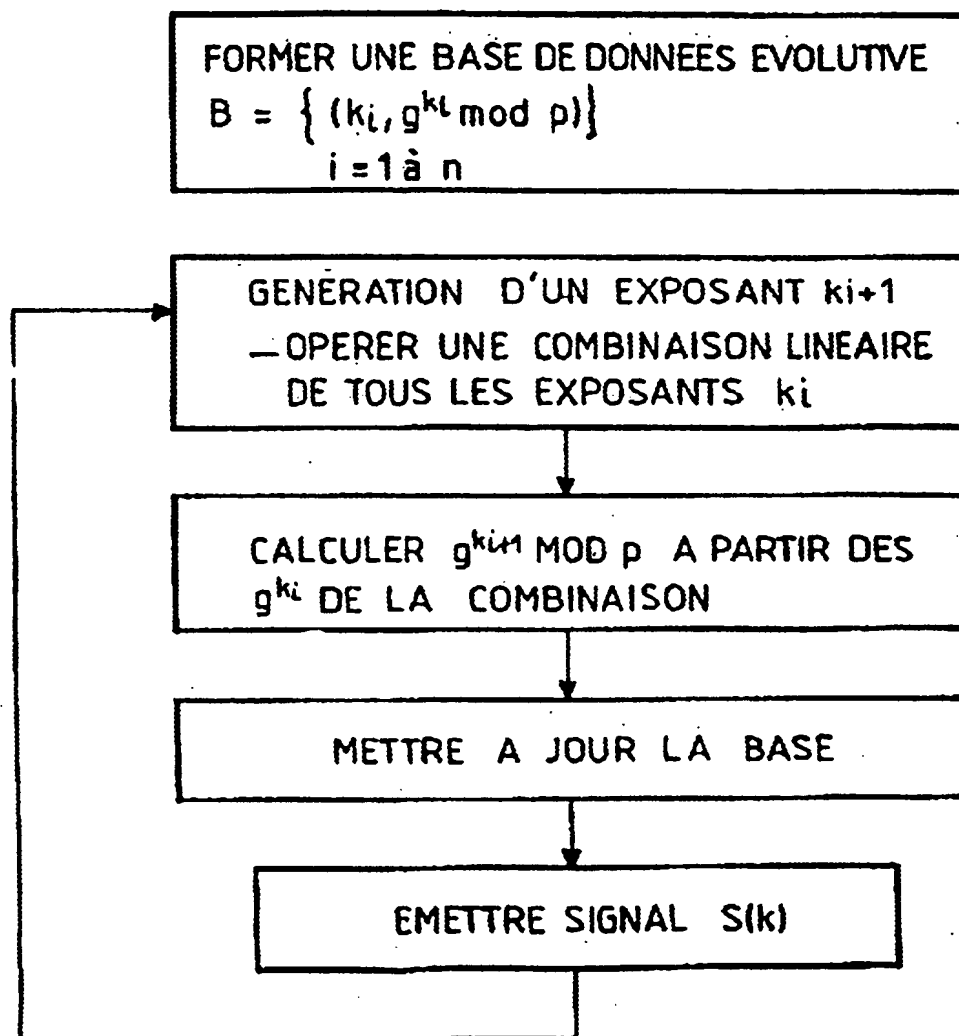 FORMER UNE BASE DE DONNEES EVOLUTIVE
B = { (ki, g^ki mod p)}
i = 1 à n
GENERATION D'UN EXPOSANT ki+1
— OPERER UNE COMBINAISON LINEAIRE
DE TOUS LES EXPOSANTS ki
CALCULER g^ki+1 MOD p A PARTIR DES
g^ki DE LA COMBINAISON
METTRE A JOUR LA BASE
EMETTRE SIGNAL S(k)